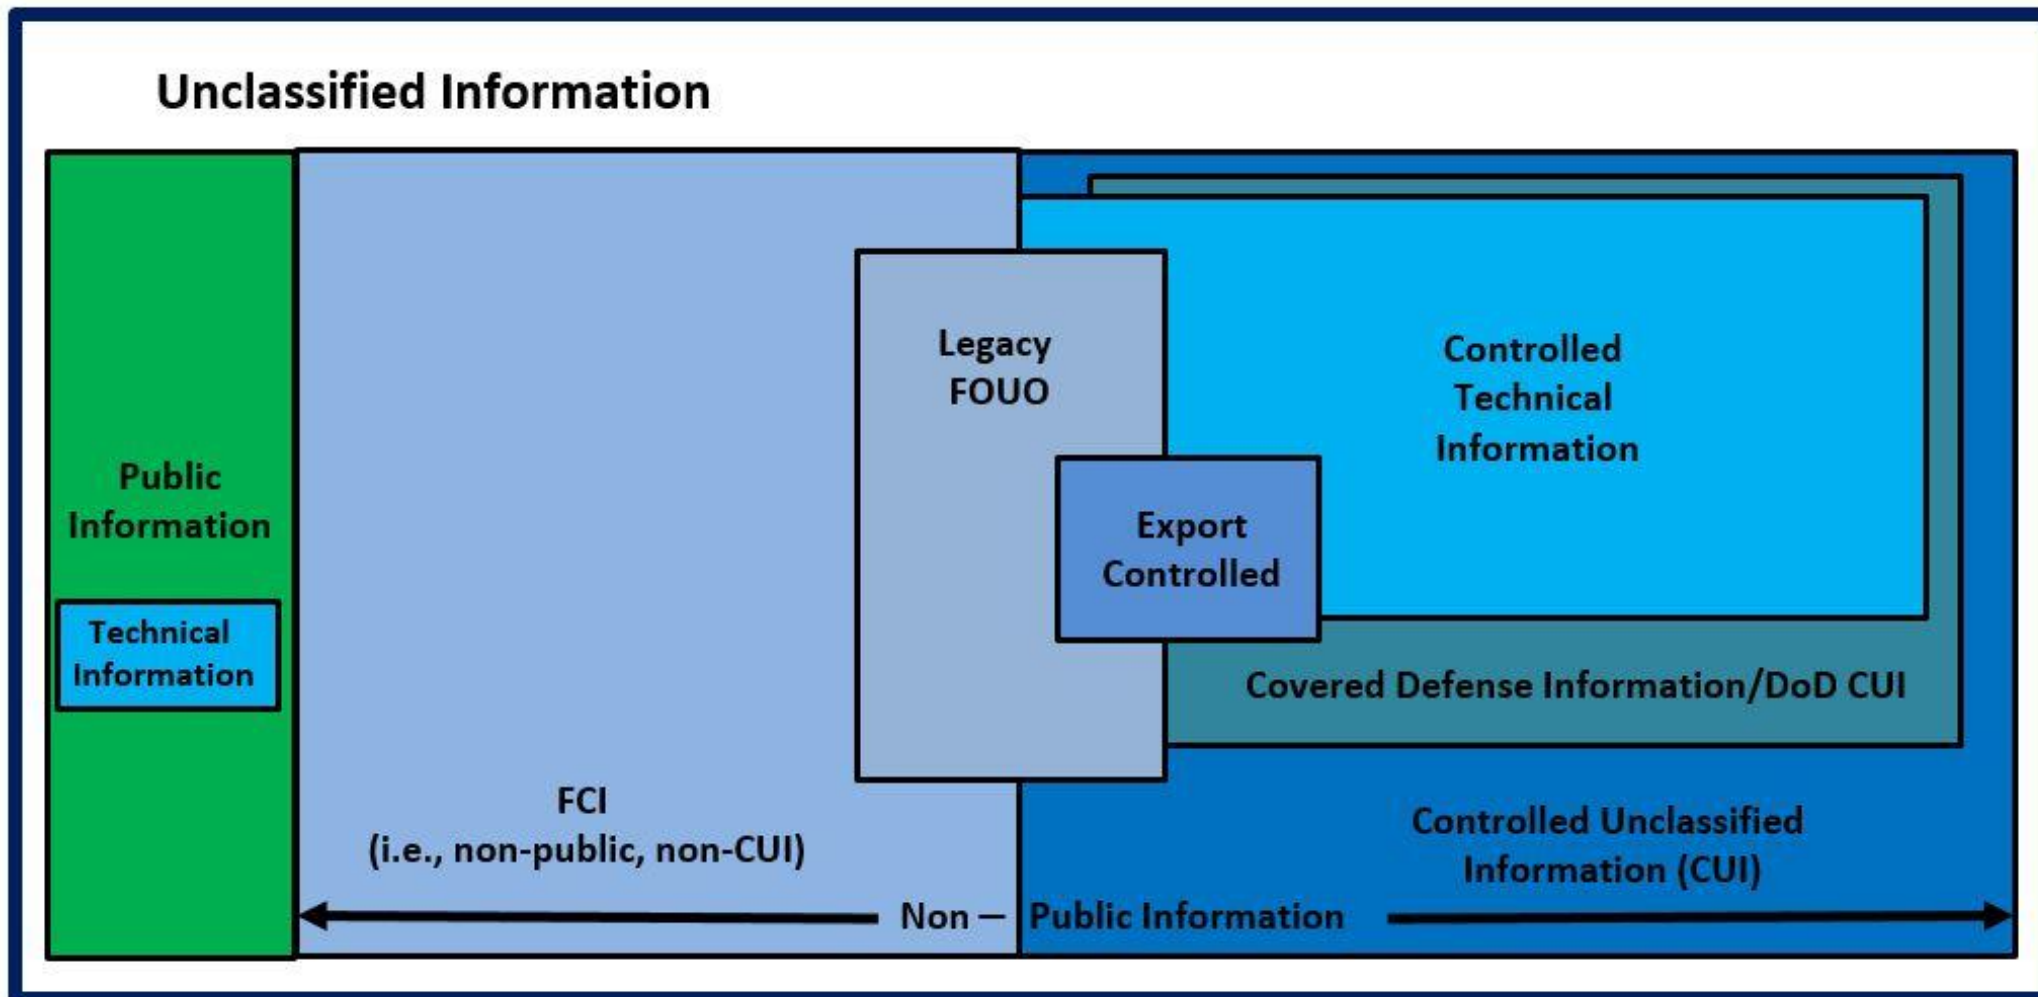 Unclassified Information
Public
Information
Technical
Information
FCI
(i.e., non-public, non-CUI)
Legacy
FOUO
Export
Controlled
Controlled
Technical
Information
Covered Defense Information/DoD CUI
Controlled Unclassified
Information (CUI)
Non — Public Information